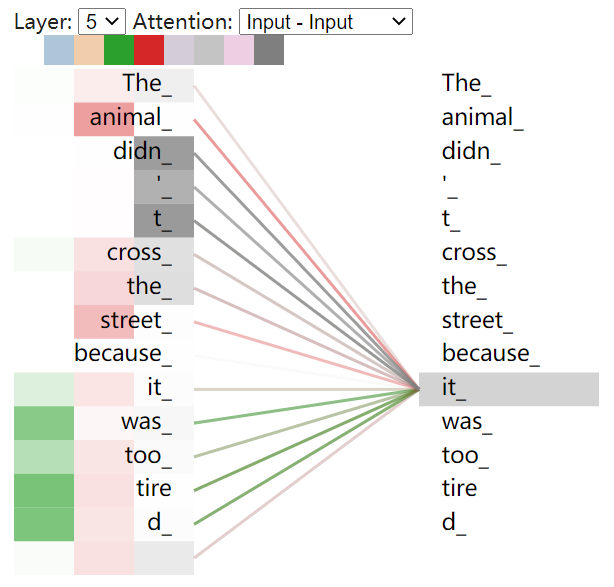 Layer: 5 Attention: Input - Input
The_ The_
animal_ animal_
didn_ didn_
'_ '_
t_ t_
cross_ cross_
the_ the_
street_ street_
because_ because_
it_ it_
was_ was_
too_ too_
tire tire
d_ d_